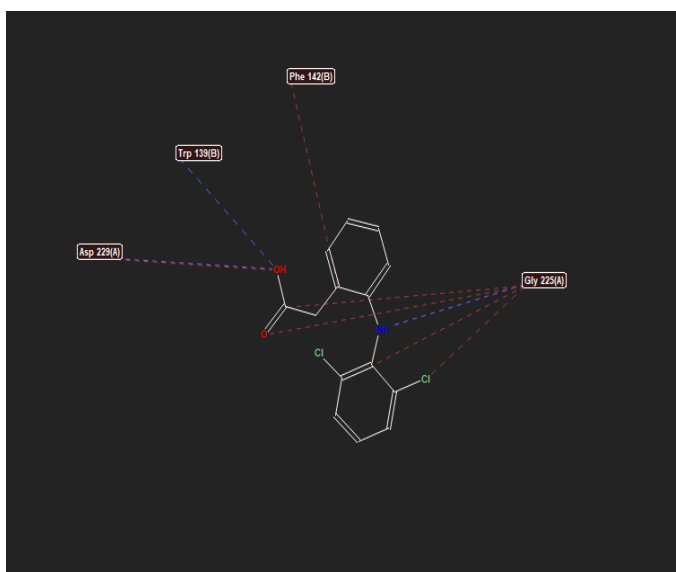 Phe 142(B)
Trp 139(B)
Asp 229(A)
OH
Gly 225(A)
O
NH
Cl
Cl